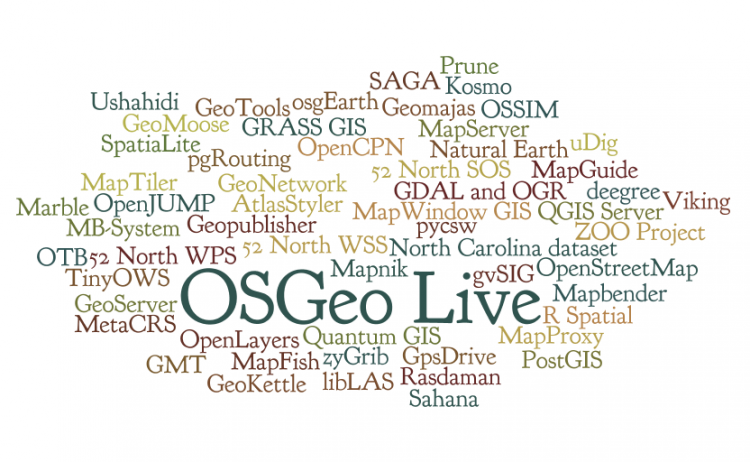 Prune
SAGA Kosmo
Ushahidi GeoTools osgEarth Geomajas OSSIM
GeoMoose GRASS GIS MapServer
SpatiaLite OpenCPN Natural Earth uDig
pgRouting 52 North SOS MapGuide
MapTiler GeoNetwork GDAL and OGR deegree Viking
Marble OpenJUMP AtlasStyler MapWindow GIS QGIS Server
MB-System Geopublisher pycsw ZOO Project
OTB 52 North WPS 52 North WSS North Carolina dataset
TinyOWS Mapnik gvSIG OpenStreetMap
GeoServer OSGeo Live Mapbender
MetaCRS R Spatial
OpenLayers Quantum GIS MapProxy
GMT MapFish zyGrib GpsDrive PostGIS
GeoKettle libLAS Rasdaman
Sahana